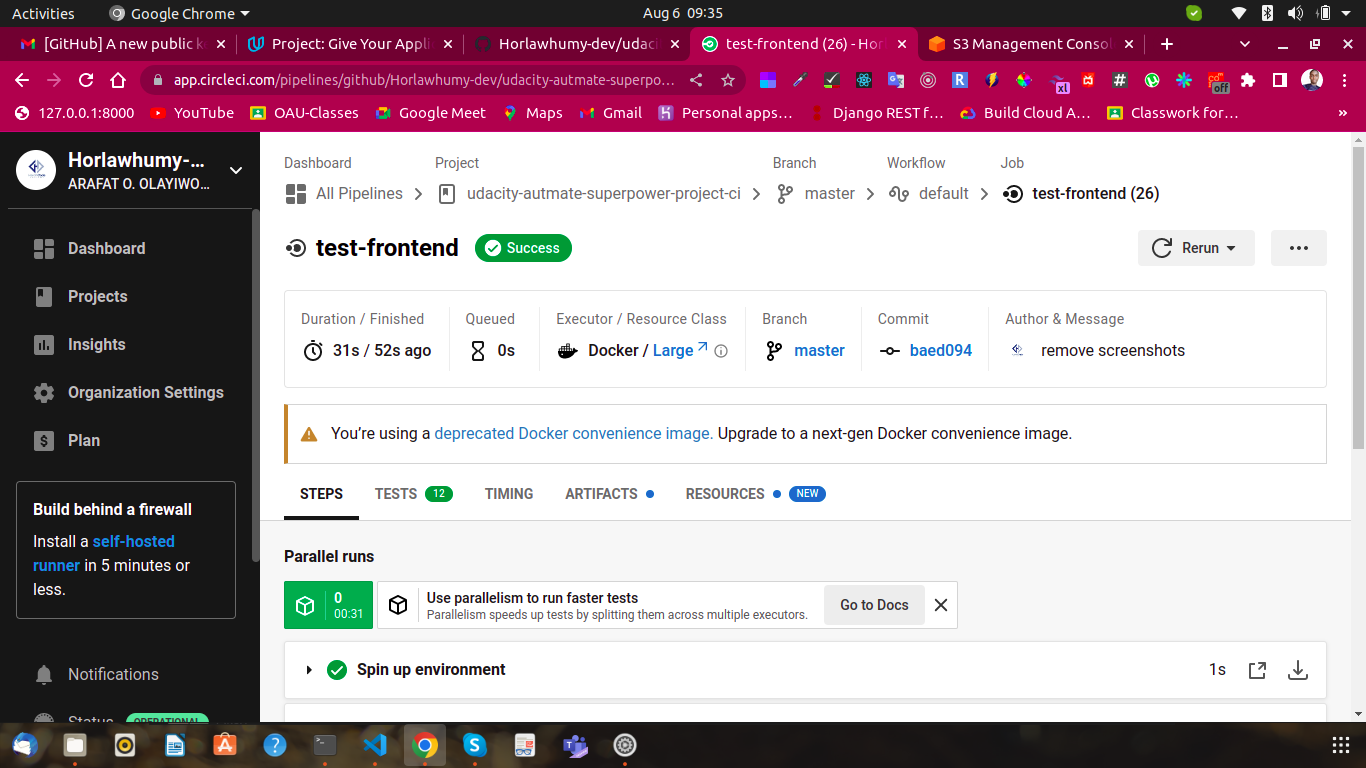 Activities Google Chrome Aug 6 09:35
[GitHub] A new public k Project: Give Your Appli Horlawhumy-dev/udaci test-frontend (26) - Hor S3 Management Consol
app.circleci.com/pipelines/github/Horlawhumy-dev/udacity-autmate-superpo...
xl
off
127.0.0.1:8000 YouTube OAU-Classes Google Meet Maps Gmail Personal apps... Django REST f... Build Cloud A... Classwork for... »
Horlawhumy-...
ARAFAT O. OLAYIWO...
Dashboard
Projects
Insights
Organization Settings
Plan
Build behind a firewall
Install a self-hosted
runner in 5 minutes or
less.
Notifications
Status OPERATIONAL
Dashboard Project Branch Workflow Job
All Pipelines udacity-autmate-superpower-project-ci master default test-frontend (26)
test-frontend Success Rerun
Duration / Finished Queued Executor / Resource Class Branch Commit Author & Message
31s / 52s ago 0s Docker / Large master baed094 remove screenshots
You’re using a deprecated Docker convenience image. Upgrade to a next-gen Docker convenience image.
STEPS TESTS 12 TIMING ARTIFACTS RESOURCES NEW
Parallel runs
0
00:31
Use parallelism to run faster tests
Parallelism speeds up tests by splitting them across multiple executors.
Go to Docs
Spin up environment 1s